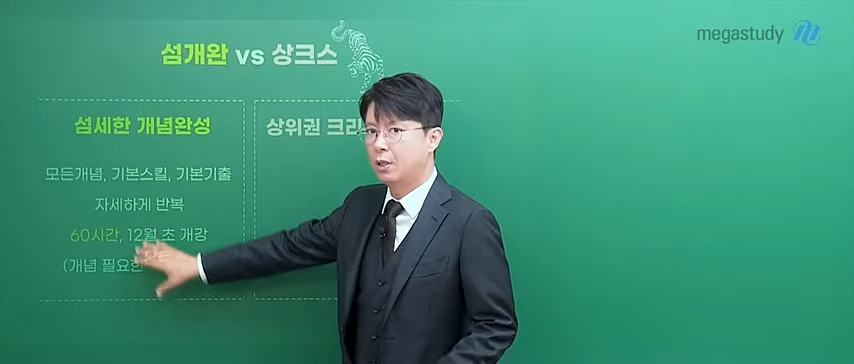 megastudy
섬개완 vs 상크스
섬세한 개념완성
모든개념, 기본스킬, 기본기출
자세하게 반복
60시간, 12월 초 개강
(개념 필요한
상위권